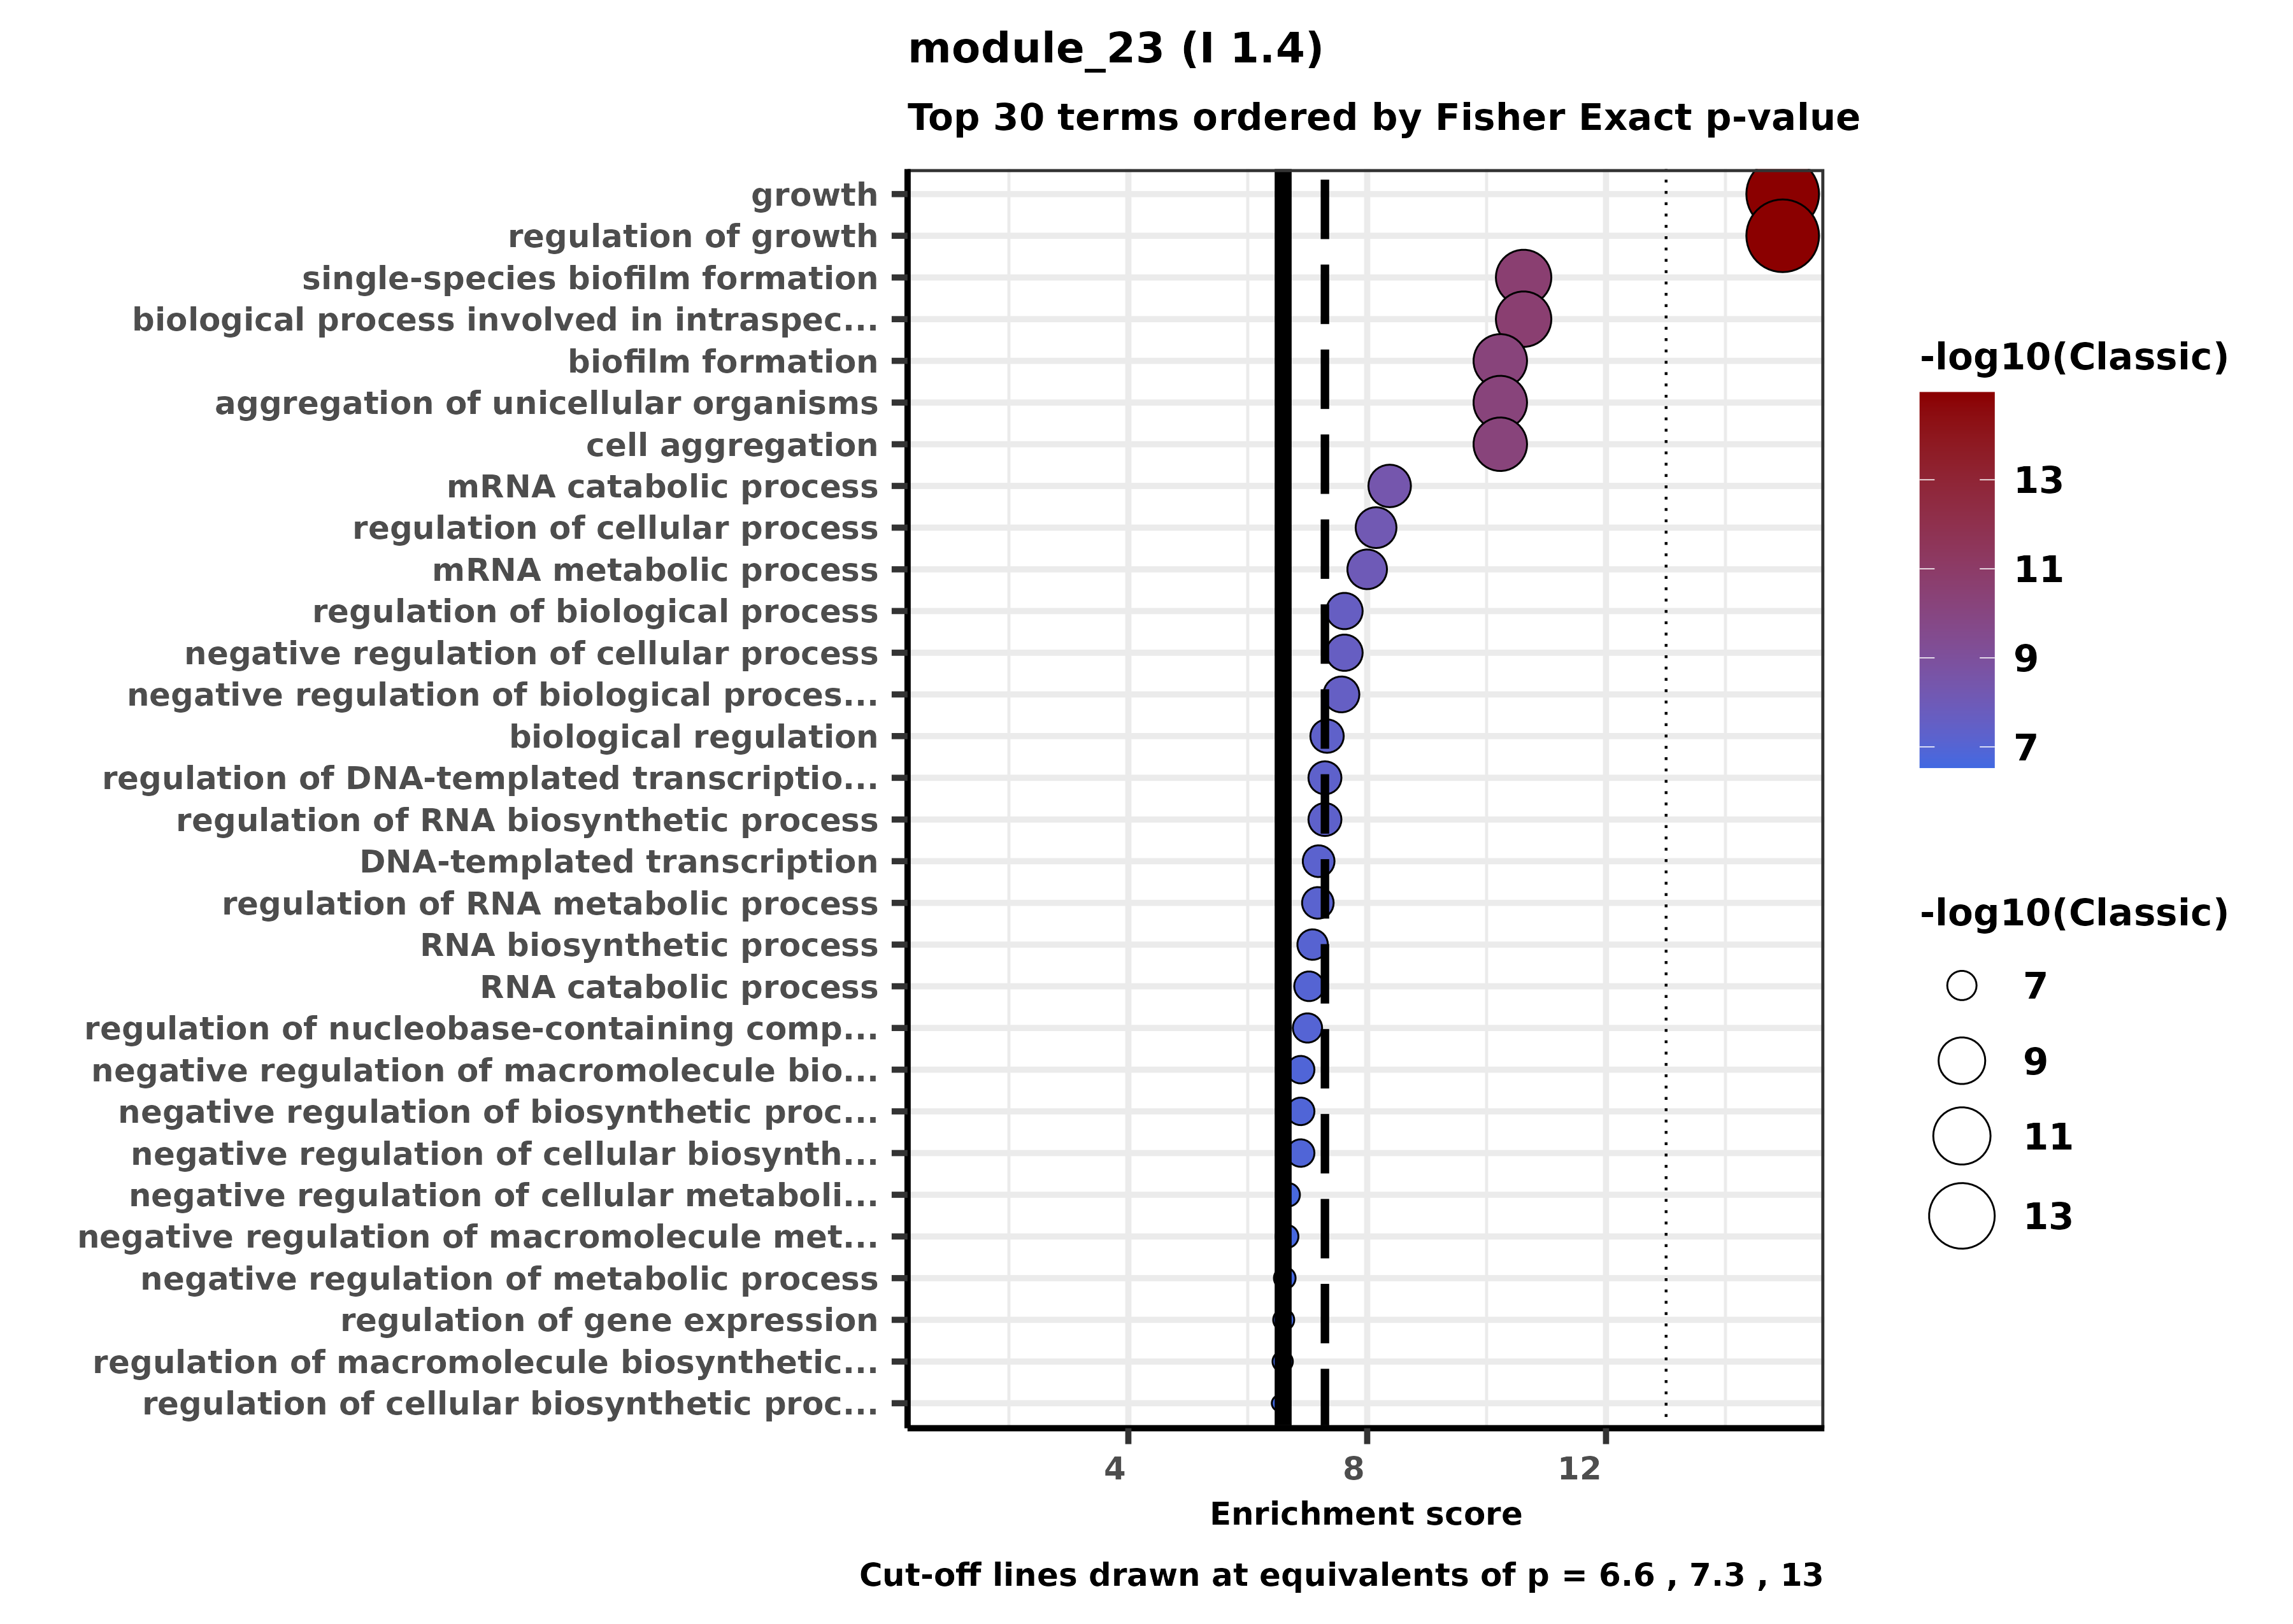 module_23 (I 1.4)
Top 30 terms ordered by Fisher Exact p-value
growth
regulation of growth
single-species biofilm formation
biological process involved in intraspec...
biofilm formation
aggregation of unicellular organisms
cell aggregation
mRNA catabolic process
regulation of cellular process
mRNA metabolic process
regulation of biological process
negative regulation of cellular process
negative regulation of biological proces...
biological regulation
regulation of DNA-templated transcriptio...
regulation of RNA biosynthetic process
DNA-templated transcription
regulation of RNA metabolic process
RNA biosynthetic process
RNA catabolic process
regulation of nucleobase-containing comp...
negative regulation of macromolecule bio...
negative regulation of biosynthetic proc...
negative regulation of cellular biosynth...
negative regulation of cellular metaboli...
negative regulation of macromolecule met...
negative regulation of metabolic process
regulation of gene expression
regulation of macromolecule biosynthetic...
regulation of cellular biosynthetic proc...
4 8 12
Enrichment score
Cut-off lines drawn at equivalents of p = 6.6 , 7.3 , 13
-log10(Classic)
13
11
9
7
-log10(Classic)
7
9
11
13